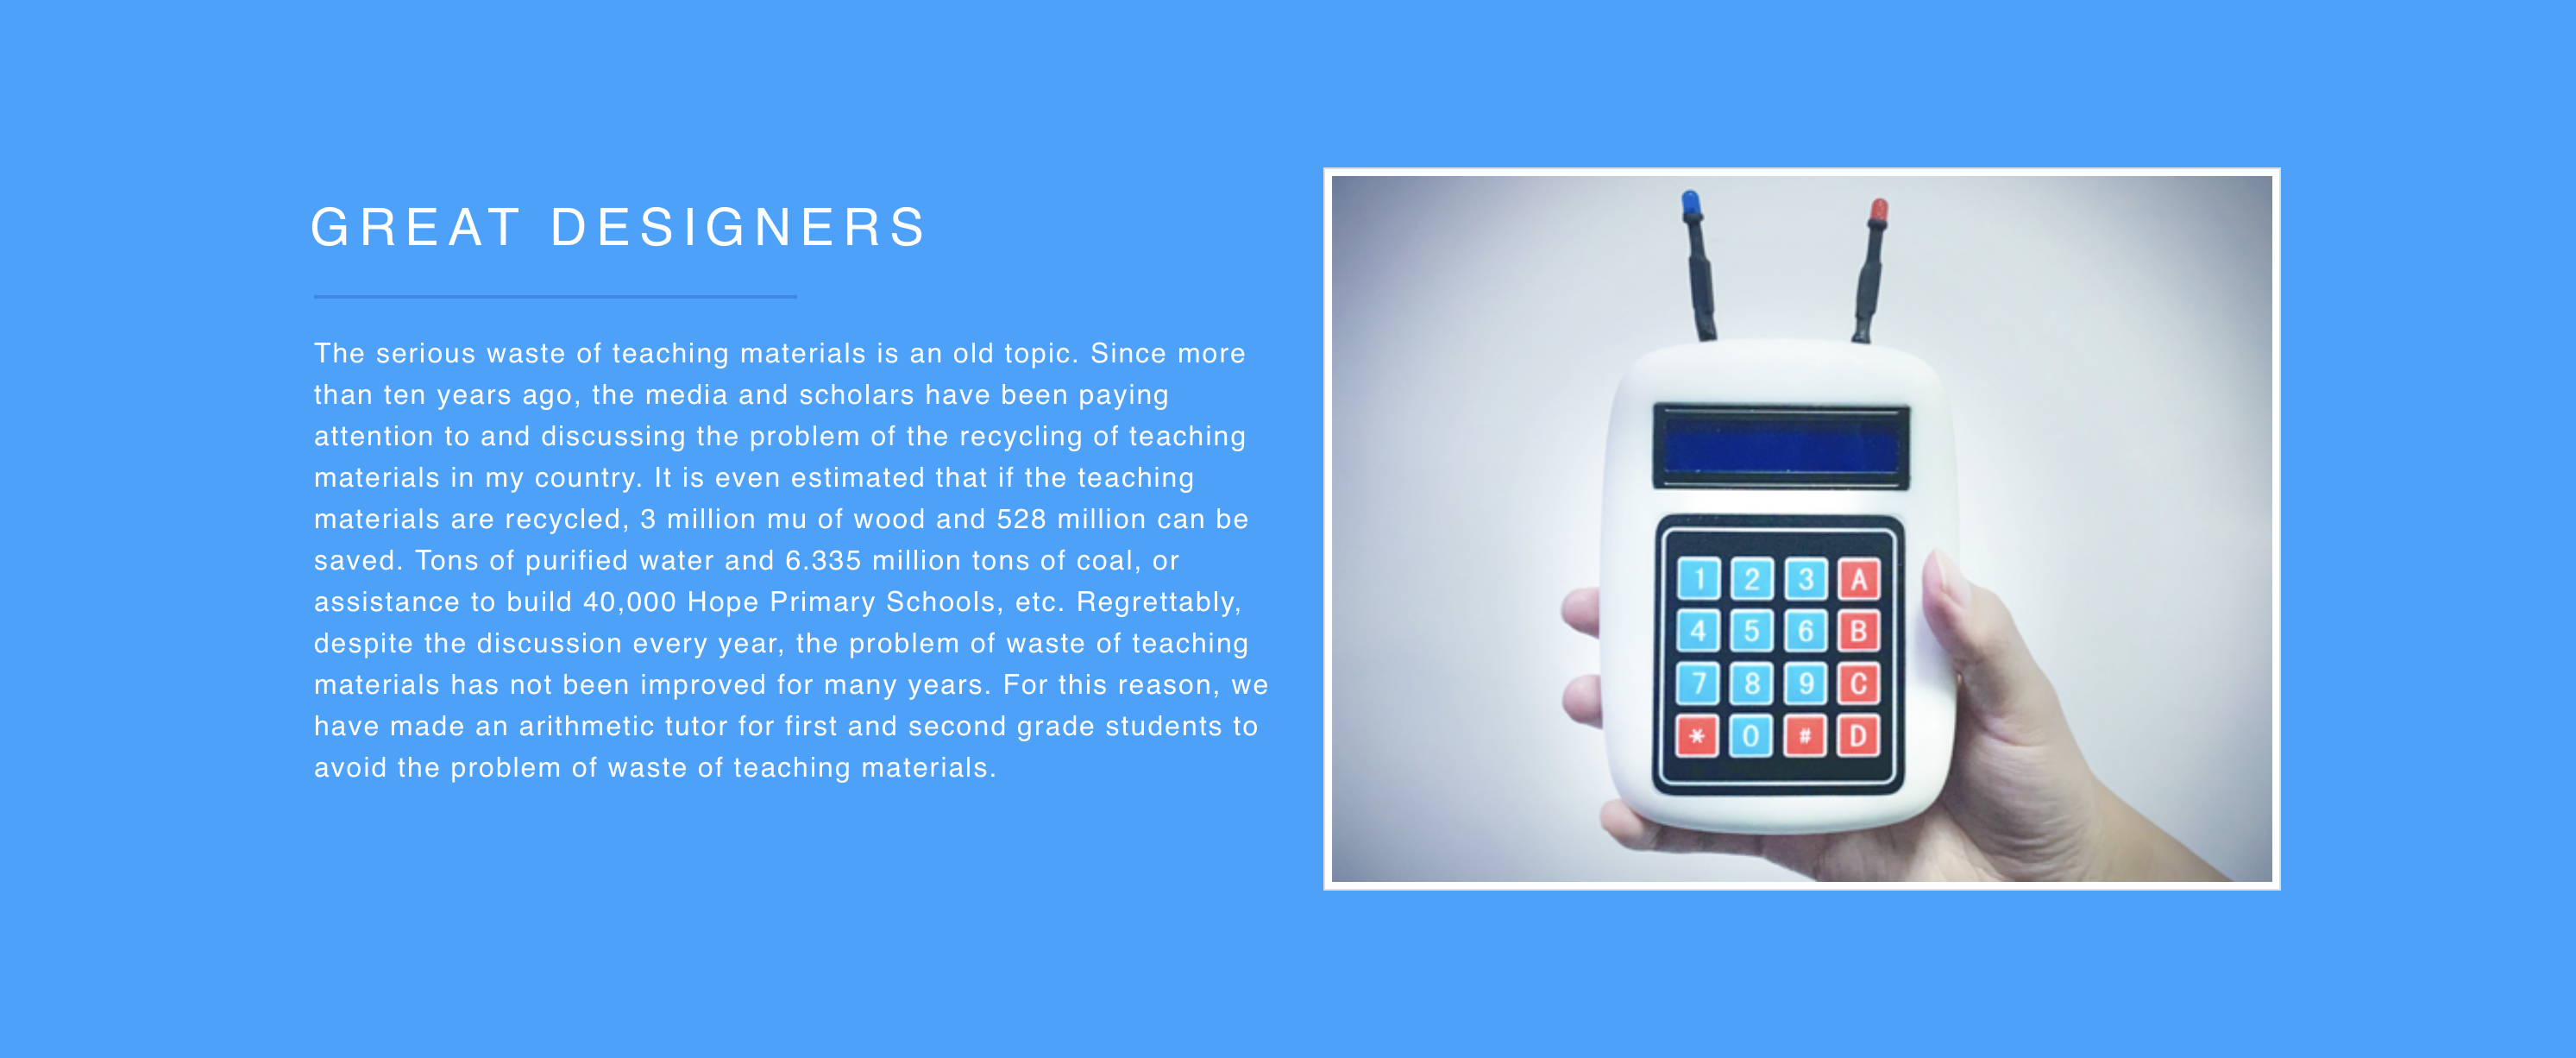 GREAT DESIGNERS
The serious waste of teaching materials is an old topic. Since more
than ten years ago, the media and scholars have been paying
attention to and discussing the problem of the recycling of teaching
materials in my country. It is even estimated that if the teaching
materials are recycled, 3 million mu of wood and 528 million can be
saved. Tons of purified water and 6.335 million tons of coal, or
assistance to build 40,000 Hope Primary Schools, etc. Regrettably,
despite the discussion every year, the problem of waste of teaching
materials has not been improved for many years. For this reason, we
have made an arithmetic tutor for first and second grade students to
avoid the problem of waste of teaching materials.
1 2 3 A
4 5 6 B
7 8 9 C
* 0 # D